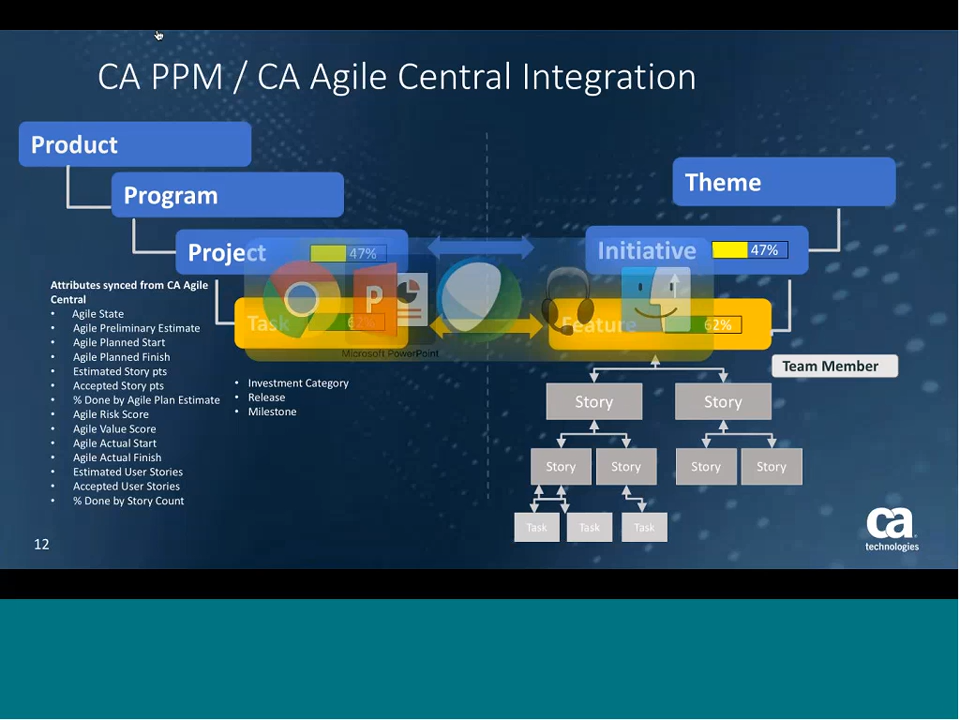 CA PPM / CA Agile Central Integration
Product
Program
Project
47%
Task
62%
Theme
Initiative
47%
Feature
62%
Microsoft PowerPoint
Team Member
Attributes synced from CA Agile
Central
• Agile State
• Agile Preliminary Estimate
• Agile Planned Start
• Agile Planned Finish
• Estimated Story pts
• Accepted Story pts
• % Done by Agile Plan Estimate
• Agile Risk Score
• Agile Value Score
• Agile Actual Start
• Agile Actual Finish
• Estimated User Stories
• Accepted User Stories
• % Done by Story Count
• Investment Category
• Release
• Milestone
Story
Story
Story
Story
Story
Story
Task
Task
Task
12
ca
technologies
P